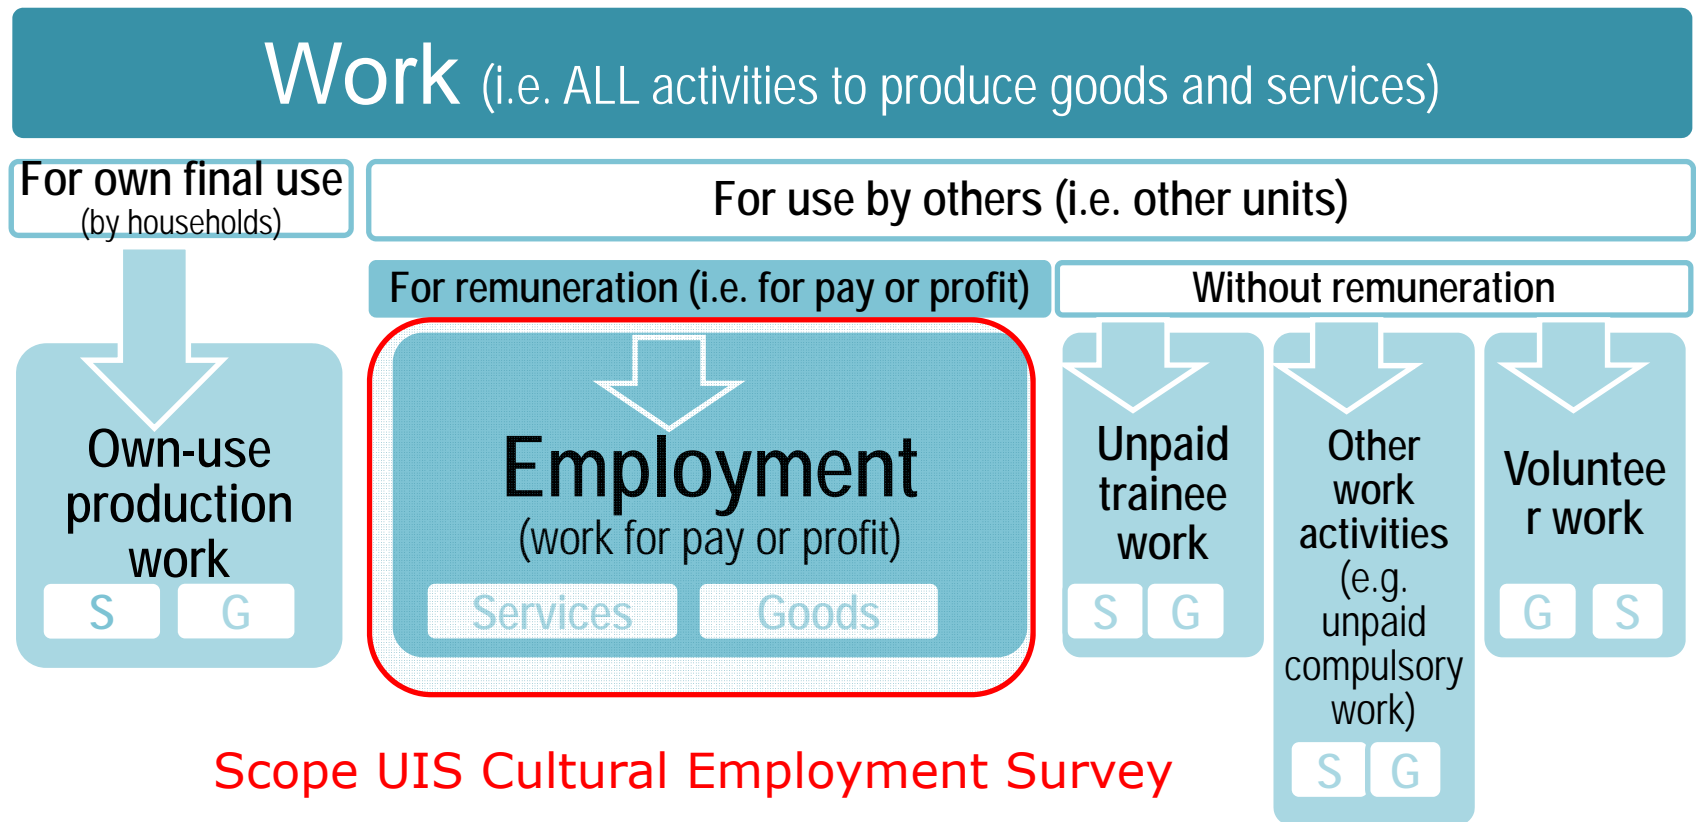 Work (i.e. ALL activities to produce goods and services)
For own final use
(by households)
For use by others (i.e. other units)
For remuneration (i.e. for pay or profit)
Without remuneration
Own-use
production
work
S G
Employment
(work for pay or profit)
Services Goods
Unpaid
trainee
work
S G
Other
work
activities
(e.g.
unpaid
compulsory
work)
S G
Voluntee
r work
G S
Scope UIS Cultural Employment Survey